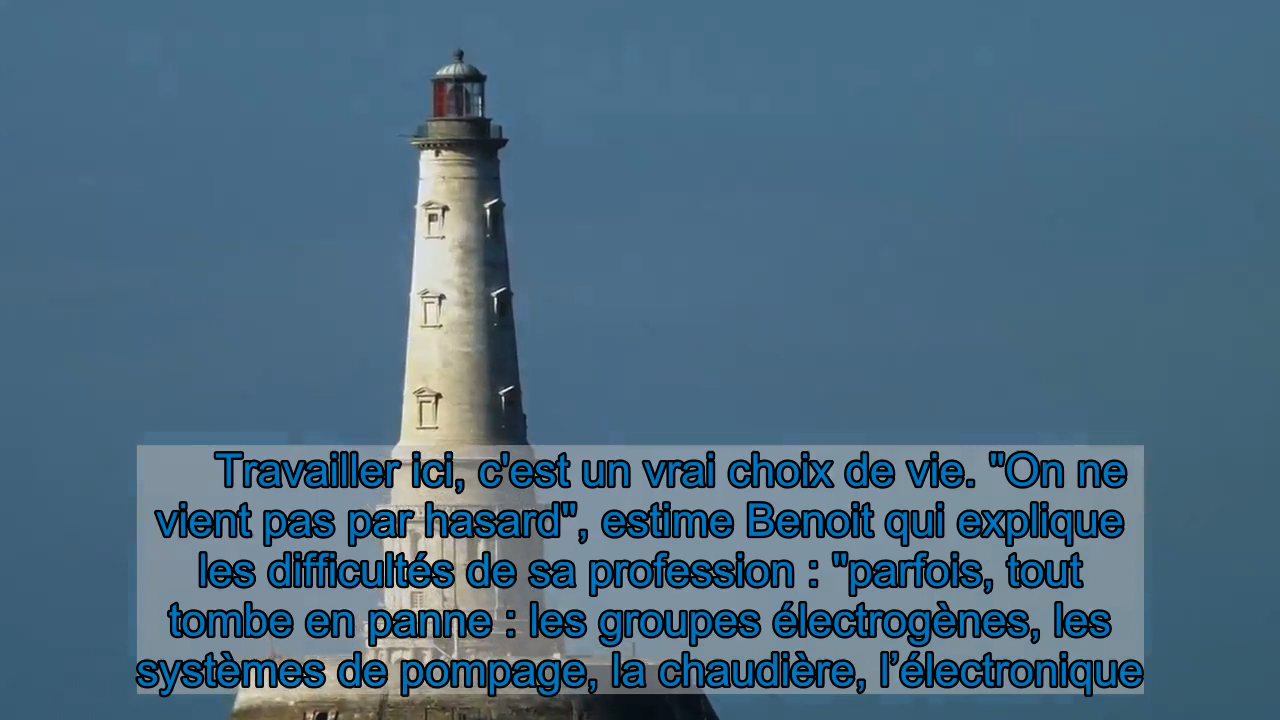 Travailler ici, c'est un vrai choix de vie. "On ne
vient pas par hasard", estime Benoit qui explique
les difficultés de sa profession : "parfois, tout
tombe en panne : les groupes électrogènes, les
systèmes de pompage, la chaudière, l’électronique